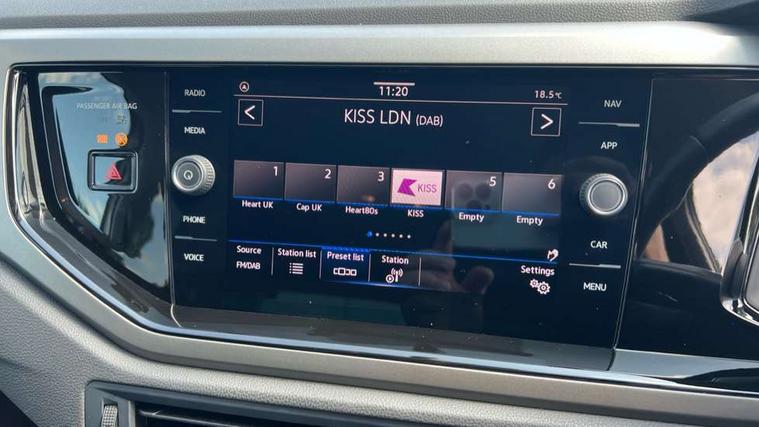 PASSENGER AIR BAG
RADIO
MEDIA
PHONE
VOICE
11:20
18.5°C
KISS LDN (DAB)
1
2
3
KISS
5
6
Heart UK
Cap UK
Heart80s
KISS
Empty
Empty
Source
FM/DAB
Station list
Preset list
Station
Settings
NAV
APP
CAR
MENU